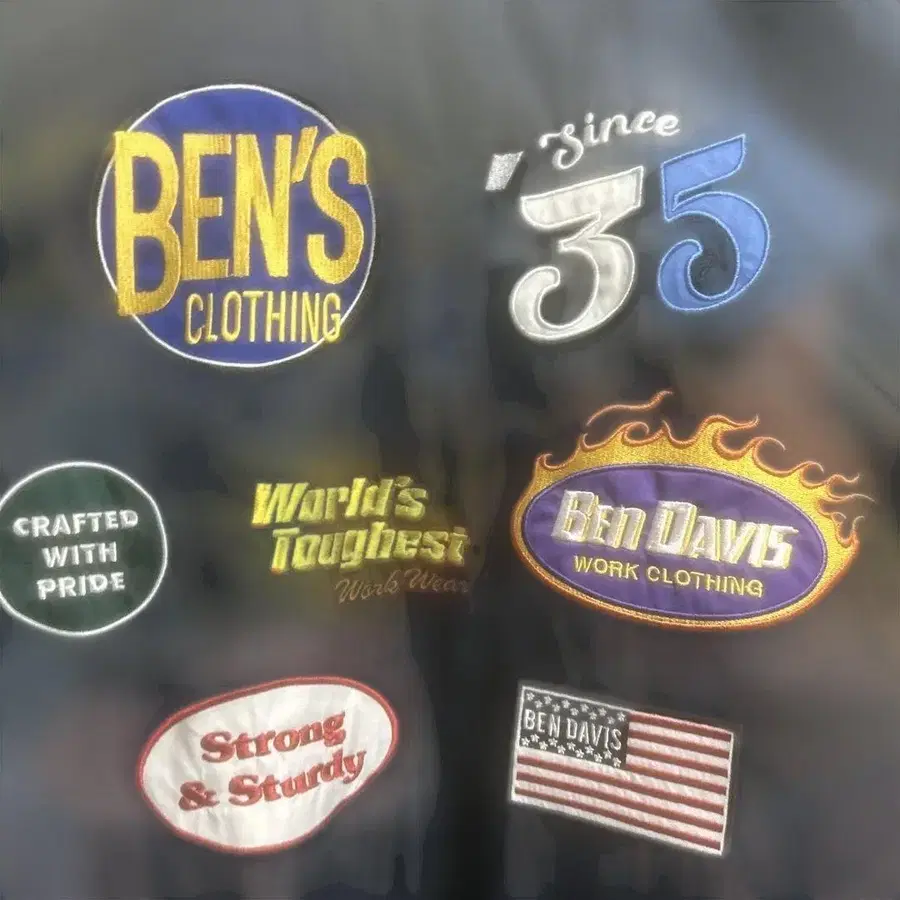 BEN'S
CLOTHING
Since
'35
CRAFTED
WITH
PRIDE
World's
Toughest
Work Wear
BEN DAVIS
WORK CLOTHING
Strong
& Sturdy
BEN DAVIS